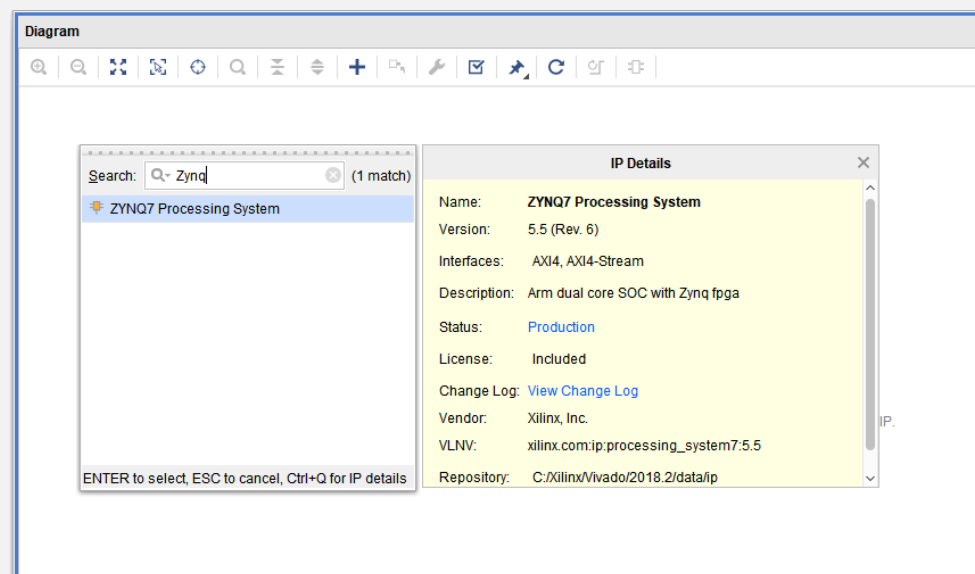 Diagram
Search: Zynq (1 match)
ZYNQ7 Processing System
ENTER to select, ESC to cancel, Ctrl+Q for IP details
IP Details
Name: ZYNQ7 Processing System
Version: 5.5 (Rev. 6)
Interfaces: AXI4, AXI4-Stream
Description: Arm dual core SOC with Zynq fpga
Status: Production
License: Included
Change Log: View Change Log
Vendor: Xilinx, Inc.
VLNV: xilinx.com:ip:processing_system7:5.5
Repository: C:/Xilinx/Vivado/2018.2/data/ip
IP.